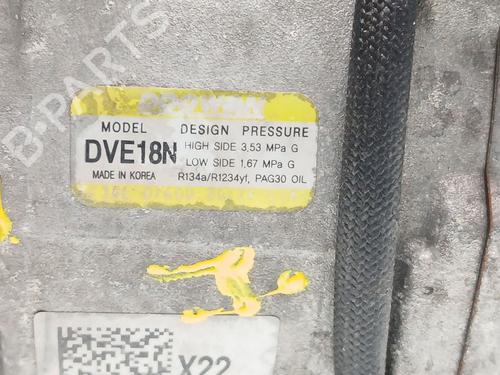 B-PARTS
MODEL DESIGN PRESSURE
DVE18N HIGH SIDE 3,53 MPa G
LOW SIDE 1,67 MPa G
MADE IN KOREA R134a/R1234yf, PAG30 OIL
X22